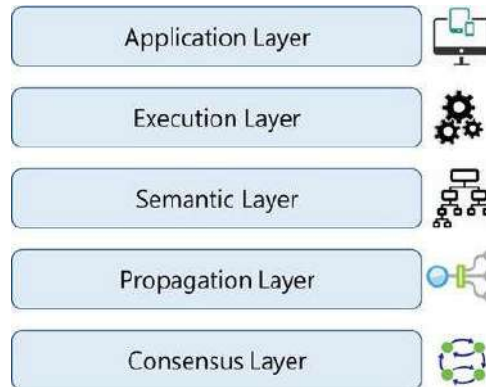 Application Layer
Execution Layer
Semantic Layer
Propagation Layer
Consensus Layer